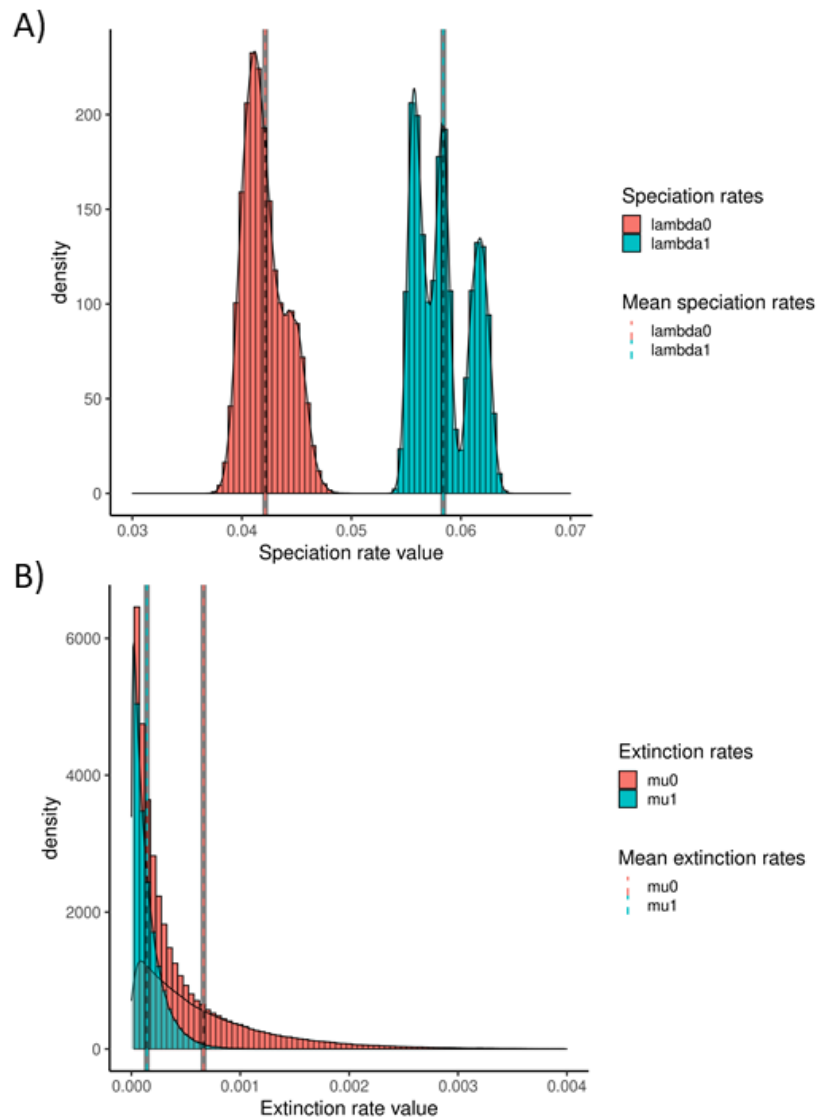 A)
200
150
100
50
0
density
0.03 0.04 0.05 0.06 0.07
Speciation rate value
Speciation rates
lambda0
lambda1
Mean speciation rates
lambda0
lambda1
B)
6000
4000
2000
0
density
0.000 0.001 0.002 0.003 0.004
Extinction rate value
Extinction rates
mu0
mu1
Mean extinction rates
mu0
mu1